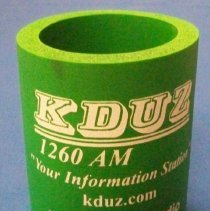 KDUZ
1260 AM
"Your Information Station"
kduz.com